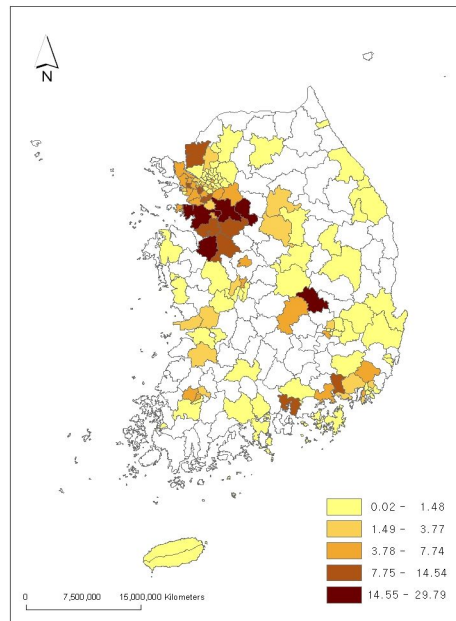 N
0.02 - 1.48
1.49 - 3.77
3.78 - 7.74
7.75 - 14.54
14.55 - 29.79
0 7,500,000 15,000,000 Kilometers